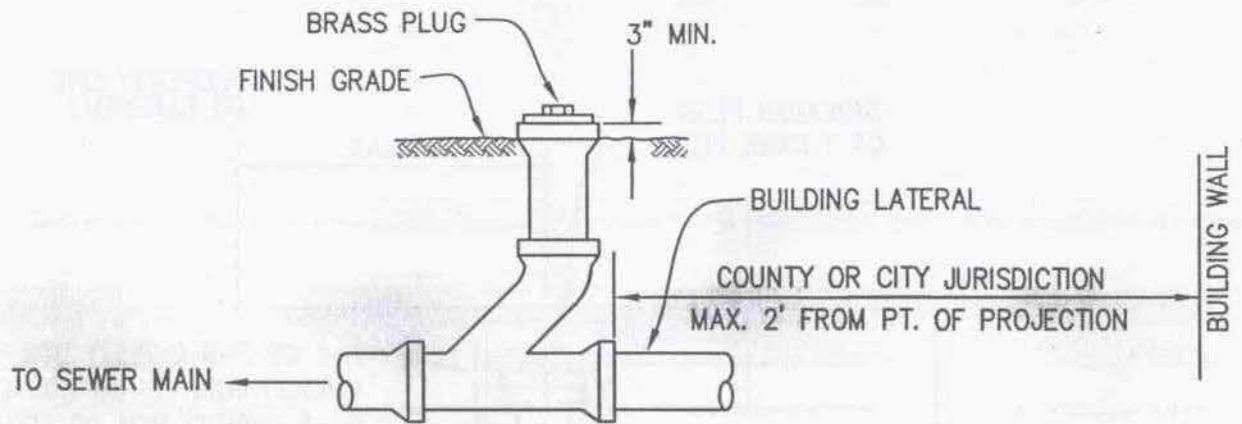 BRASS PLUG
3" MIN.
FINISH GRADE
BUILDING LATERAL
COUNTY OR CITY JURISDICTION
MAX. 2' FROM PT. OF PROJECTION
BUILDING WALL
TO SEWER MAIN